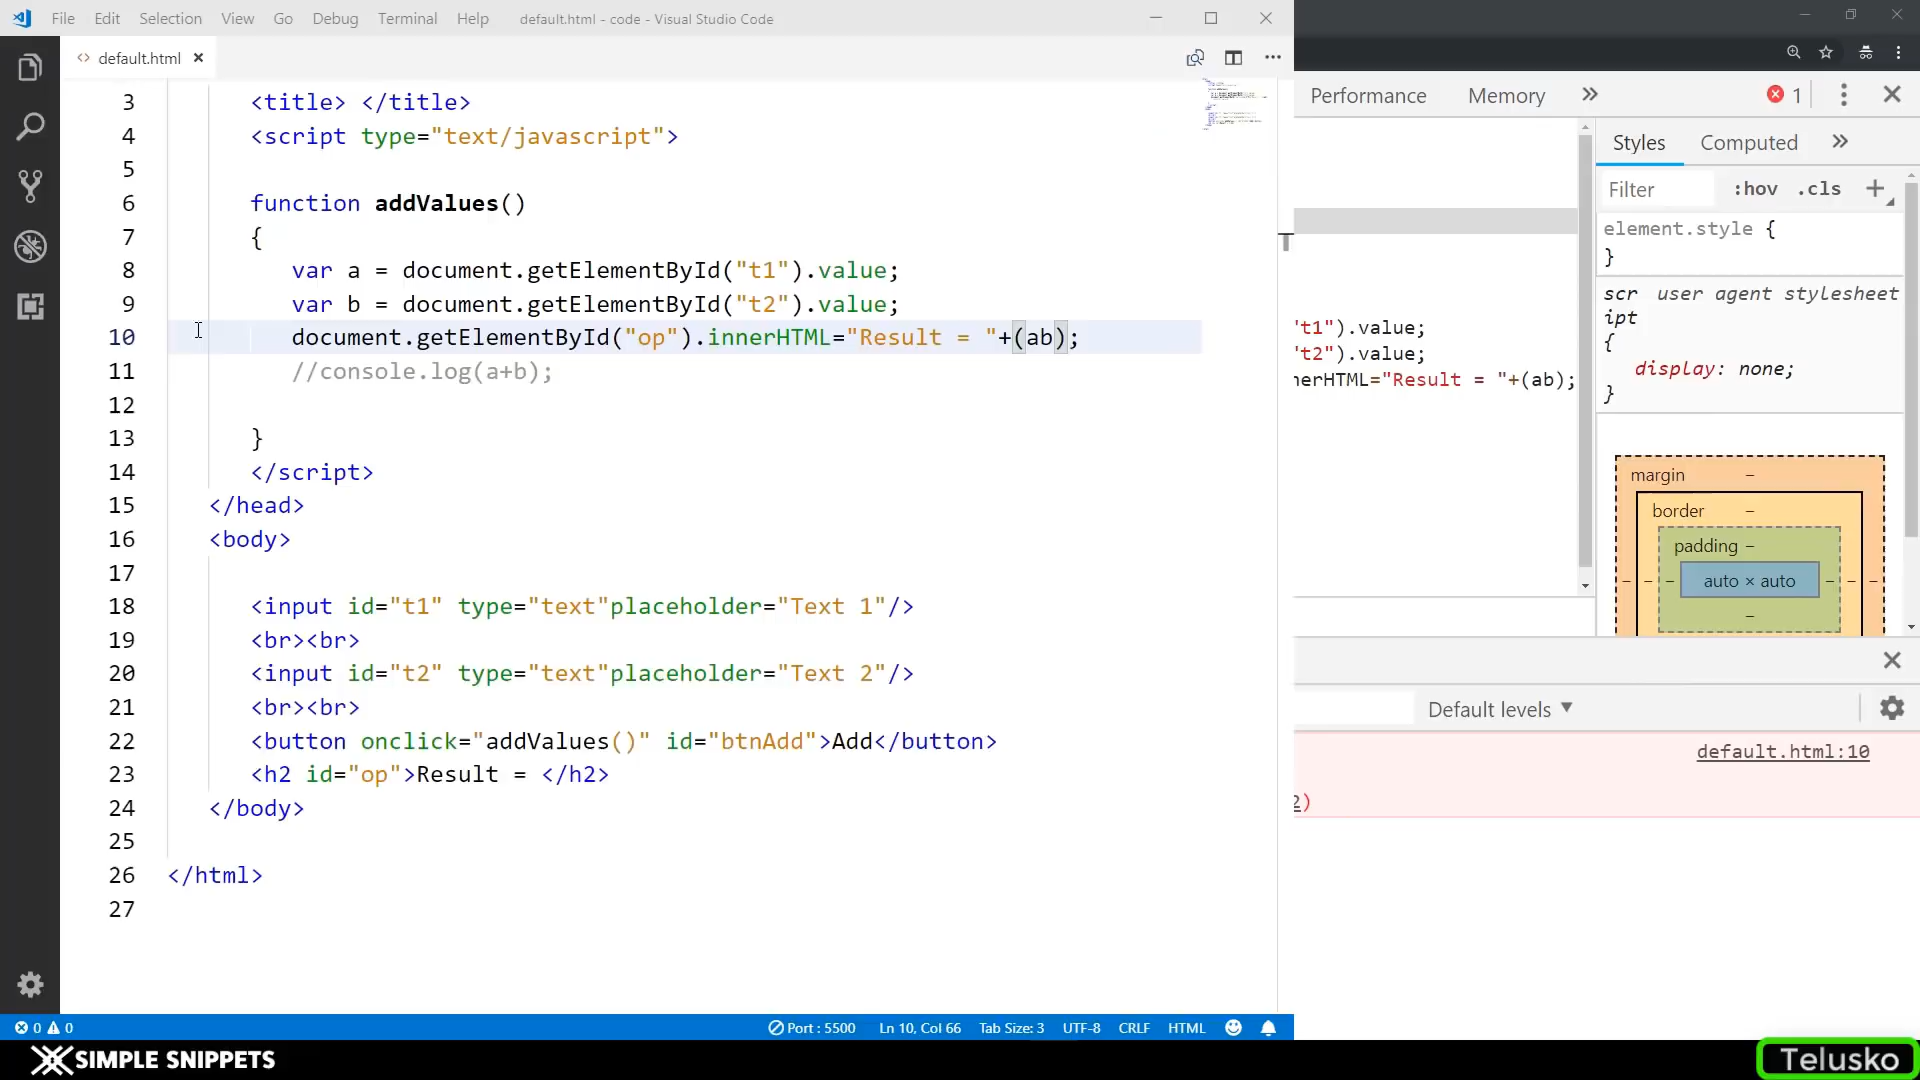 File Edit Selection View Go Debug Terminal Help default.html - code - Visual Studio Code
default.html
3 <title> </title>
4 <script type="text/javascript">
5
6 function addValues()
7 {
8 var a = document.getElementById("t1").value;
9 var b = document.getElementById("t2").value;
10 document.getElementById("op").innerHTML="Result = "+(ab);
11 //console.log(a+b);
12
13 }
14 </script>
15 </head>
16 <body>
17
18 <input id="t1" type="text"placeholder="Text 1"/>
19 <br><br>
20 <input id="t2" type="text"placeholder="Text 2"/>
21 <br><br>
22 <button onclick="addValues()" id="btnAdd">Add</button>
23 <h2 id="op">Result = </h2>
24 </body>
25
26 </html>
27
0 0 Port : 5500 Ln 10, Col 66 Tab Size: 3 UTF-8 CRLF HTML
Performance Memory » 1
"t1").value;
"t2").value;
nerHTML="Result = "+(ab);
Styles Computed »
Filter :hov .cls +
element.style {
}
scr user agent stylesheet
ipt
{
display: none;
}
margin –
border –
padding –
– – – auto × auto – – –
–
Default levels ▼
default.html:10
2)
SIMPLE SNIPPETS
Telusko